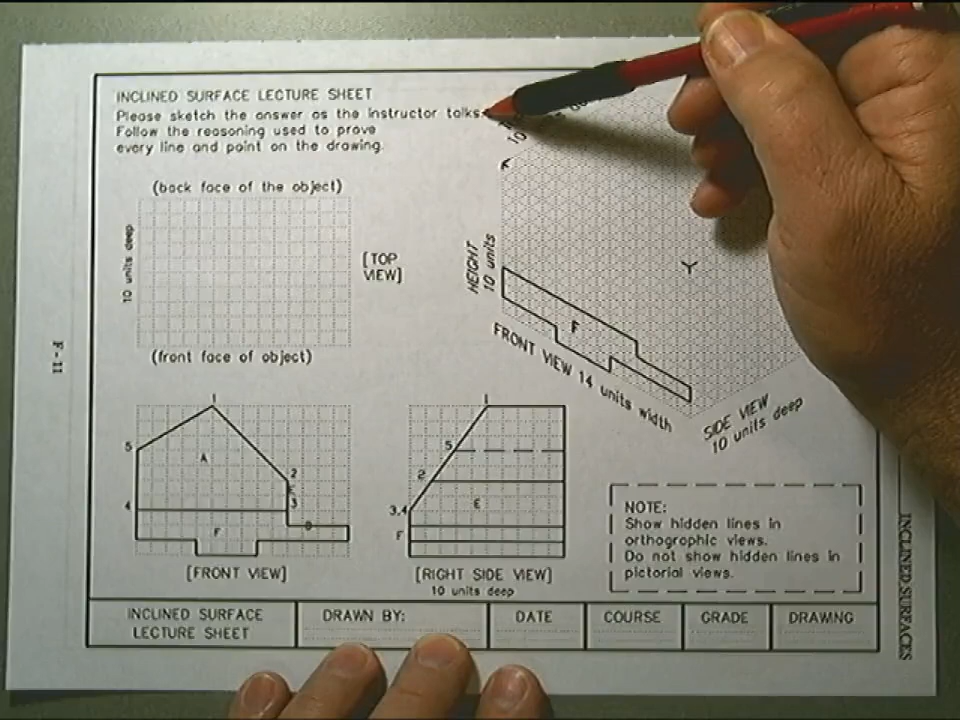 INCLINED SURFACE LECTURE SHEET
Please sketch the answer as the instructor talks.
Follow the reasoning used to prove
every line and point on the drawing.
(back face of the object)
10 units deep
[TOP
VIEW]
(front face of object)
F-11
HEIGHT
10 units
F
FRONT VIEW 14 units width
SIDE VIEW
10 units deep
1
5
A
2
E
3
4
F
[FRONT VIEW]
1
5
2
E
3,4
F
[RIGHT SIDE VIEW]
10 units deep
NOTE:
Show hidden lines in
orthographic views.
Do not show hidden lines in
pictorial views.
INCLINED SURFACE
LECTURE SHEET
DRAWN BY:
DATE
COURSE
GRADE
DRAWING
INCLINED SURFACES